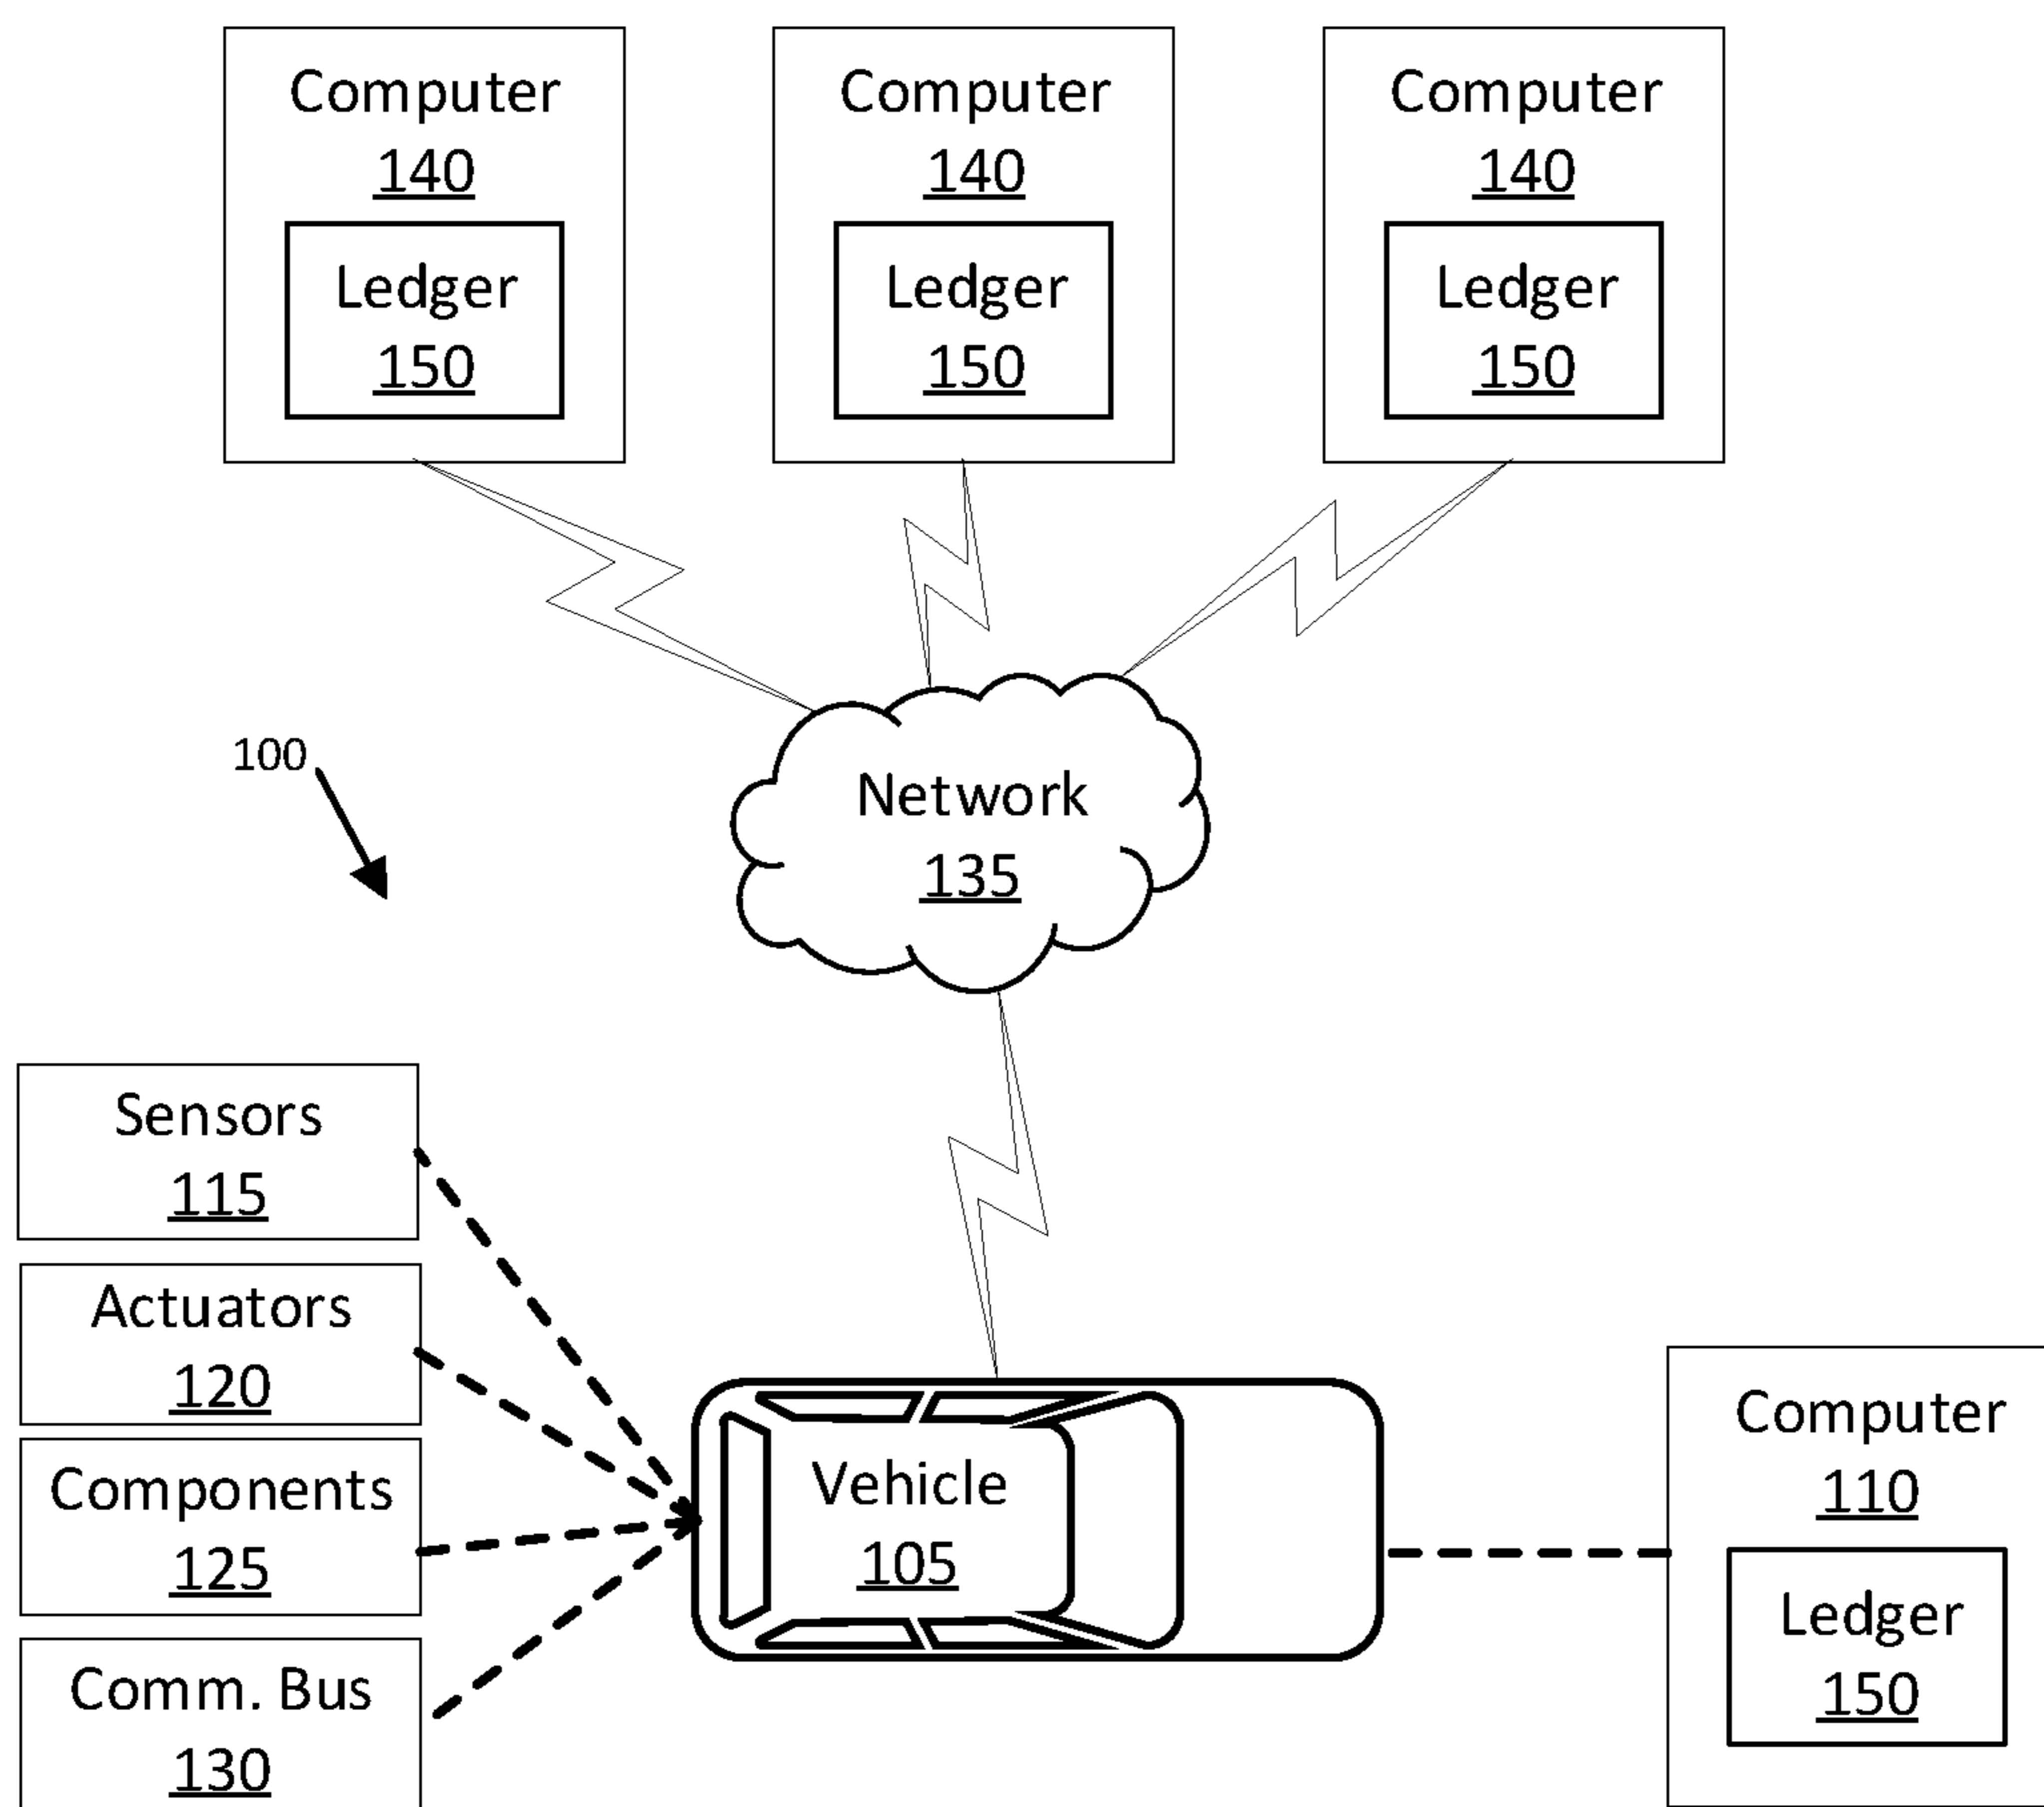 Computer
140
Ledger
150
Computer
140
Ledger
150
Computer
140
Ledger
150
100
Network
135
Sensors
115
Actuators
120
Components
125
Comm. Bus
130
Vehicle
105
Computer
110
Ledger
150